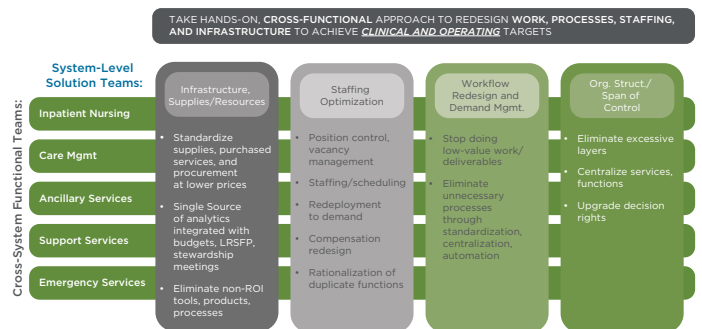 TAKE HANDS-ON, CROSS-FUNCTIONAL APPROACH TO REDESIGN WORK, PROCESSES, STAFFING,
AND INFRASTRUCTURE TO ACHIEVE CLINICAL AND OPERATING TARGETS
System-Level
Solution Teams:
Infrastructure,
Supplies/Resources
Staffing
Optimization
Workflow
Redesign and
Demand Mgmt.
Org. Struct./
Span of
Control
Cross-System Functional Teams:
Inpatient Nursing
Care Mgmt
Ancillary Services
Support Services
Emergency Services
• Standardize
supplies, purchased
services, and
procurement
at lower prices
• Single Source
of analytics
integrated with
budgets, LRSFP,
stewardship
meetings
• Eliminate non-ROI
tools, products,
processes
• Position control,
vacancy
management
• Staffing/scheduling
• Redeployment
to demand
• Compensation
redesign
• Rationalization of
duplicate functions
• Stop doing
low-value work/
deliverables
• Eliminate
unnecessary
processes
through
standardization,
centralization,
automation
• Eliminate excessive
layers
• Centralize services,
functions
• Upgrade decision
rights